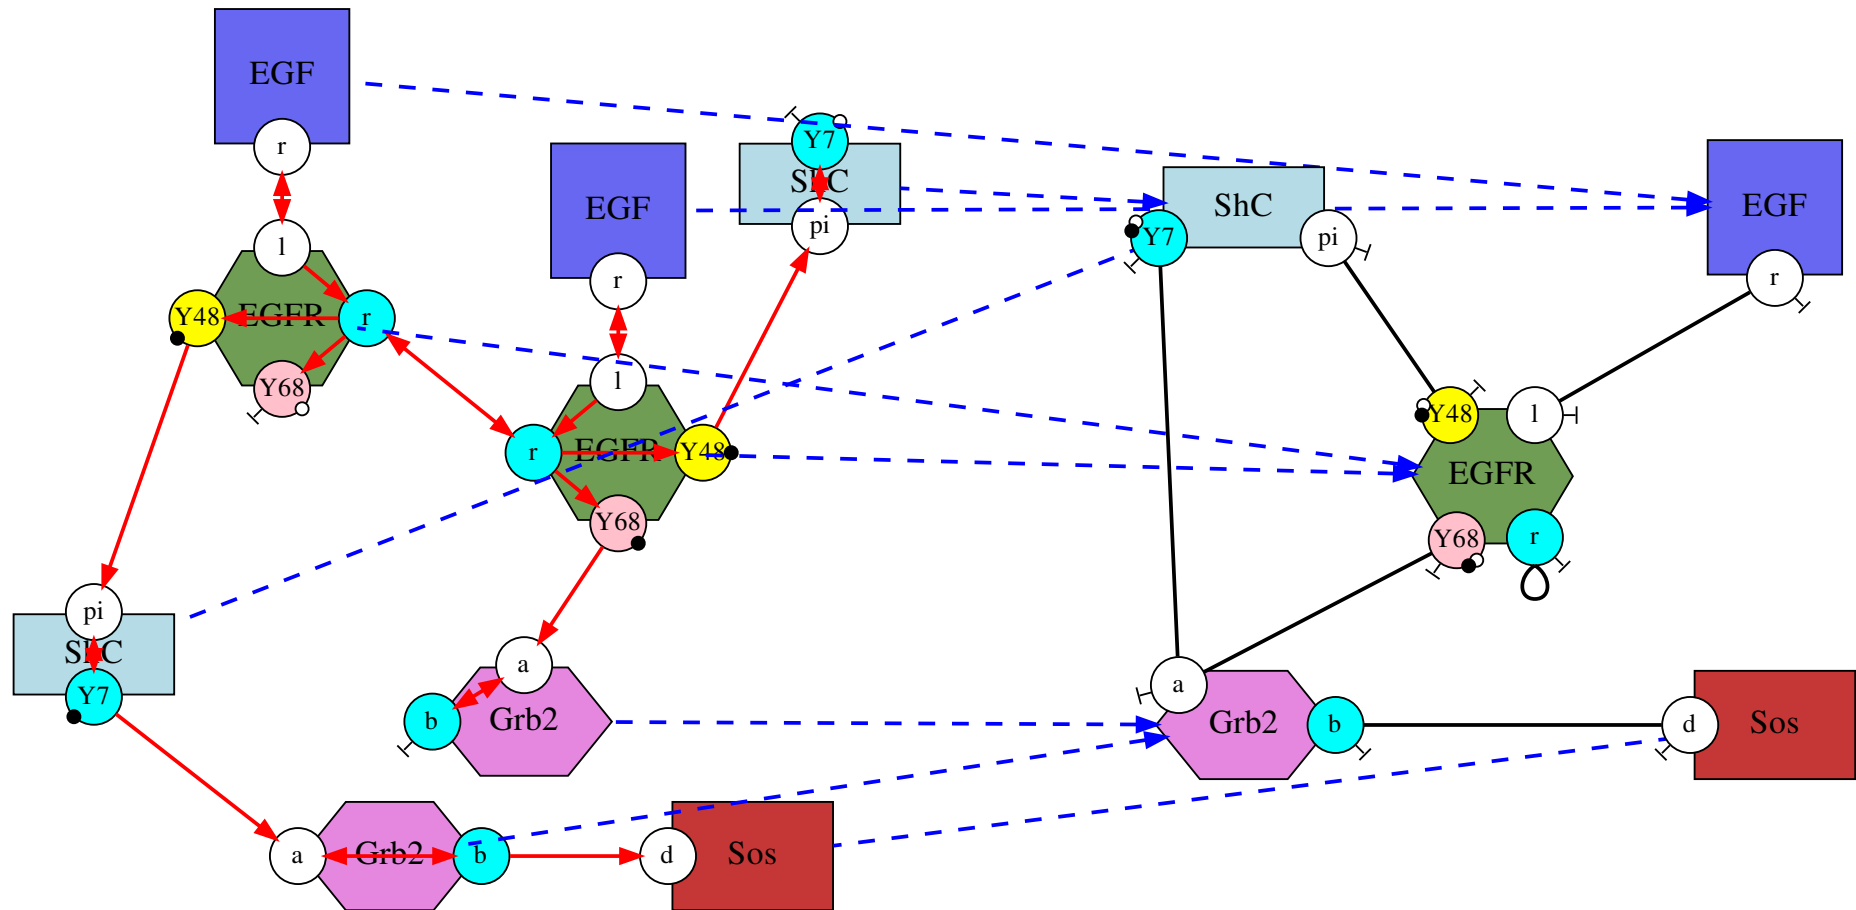 EGF
r
l
EGFR
Y48
r
Y68
EGF
r
l
EGFR
r
Y48
Y68
Y7
ShC
pi
pi
ShC
Y7
a
Grb2
b
a
Grb2
b
d
Sos
ShC
Y7
pi
EGF
r
Y48
l
EGFR
Y68
r
a
Grb2
b
d
Sos